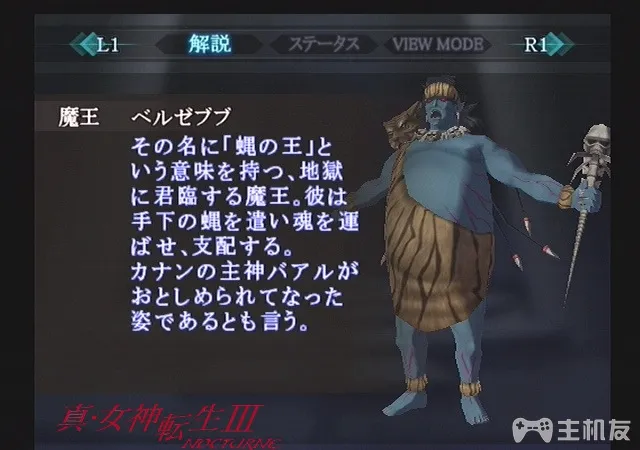 L1 解説 ステータス VIEW MODE R1
魔王 ベルゼブブ
その名に「蝿の王」と
いう意味を持つ、地獄
に君臨する魔王。彼は
手下の蝿を遣い魂を運
ばせ、支配する。
カナンの主神バアルが
おとしめられてなった
姿であるとも言う。
真・女神転生III
NOCTURNE
主机友